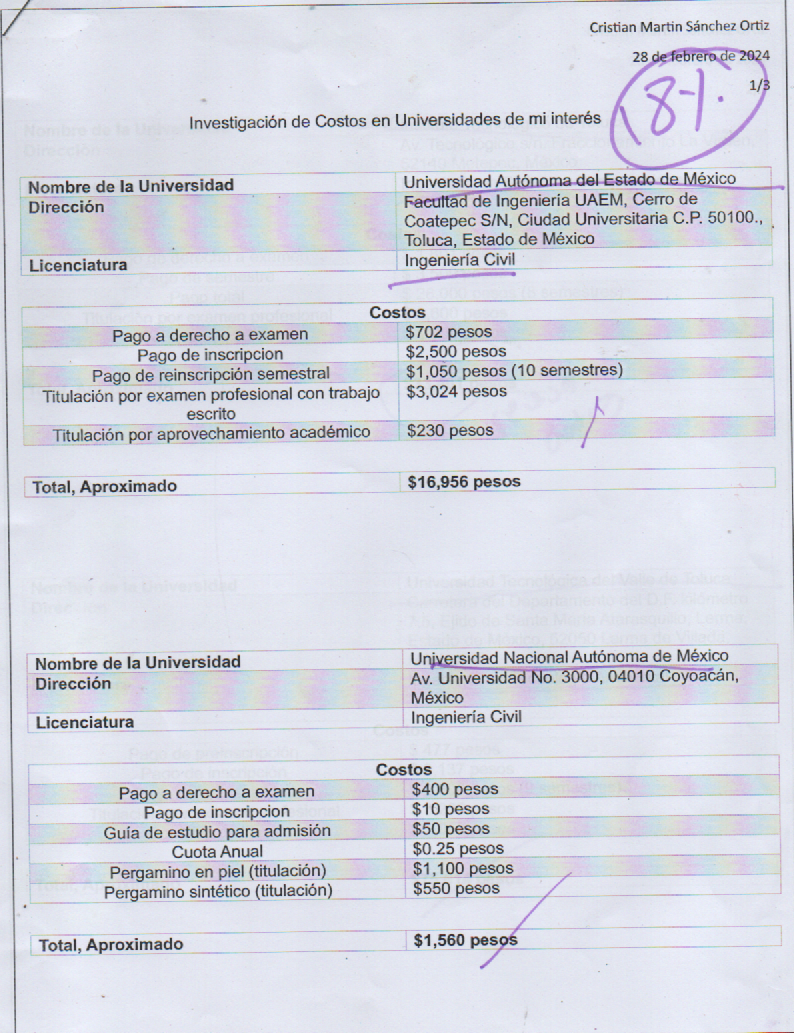 Cristian Martin Sánchez Ortiz
28 de febrero de 2024
1/3
18%
Investigación de Costos en Universidades de mi interés
Nombre de la Universidad Universidad Autónoma del Estado de México
Dirección Facultad de Ingeniería UAEM, Cerro de
Coatepec S/N, Ciudad Universitaria C.P. 50100.,
Toluca, Estado de México
Licenciatura Ingeniería Civil
Costos
Pago a derecho a examen $702 pesos
Pago de inscripcion $2,500 pesos
Pago de reinscripción semestral $1,050 pesos (10 semestres)
Titulación por examen profesional con trabajo $3,024 pesos
escrito
Titulación por aprovechamiento académico $230 pesos
Total, Aproximado $16,956 pesos
Nombre de la Universidad Universidad Nacional Autónoma de México
Dirección Av. Universidad No. 3000, 04010 Coyoacán,
México
Licenciatura Ingeniería Civil
Costos
Pago a derecho a examen $400 pesos
Pago de inscripcion $10 pesos
Guía de estudio para admisión $50 pesos
Cuota Anual $0.25 pesos
Pergamino en piel (titulación) $1,100 pesos
Pergamino sintético (titulación) $550 pesos
Total, Aproximado $1,560 pesos